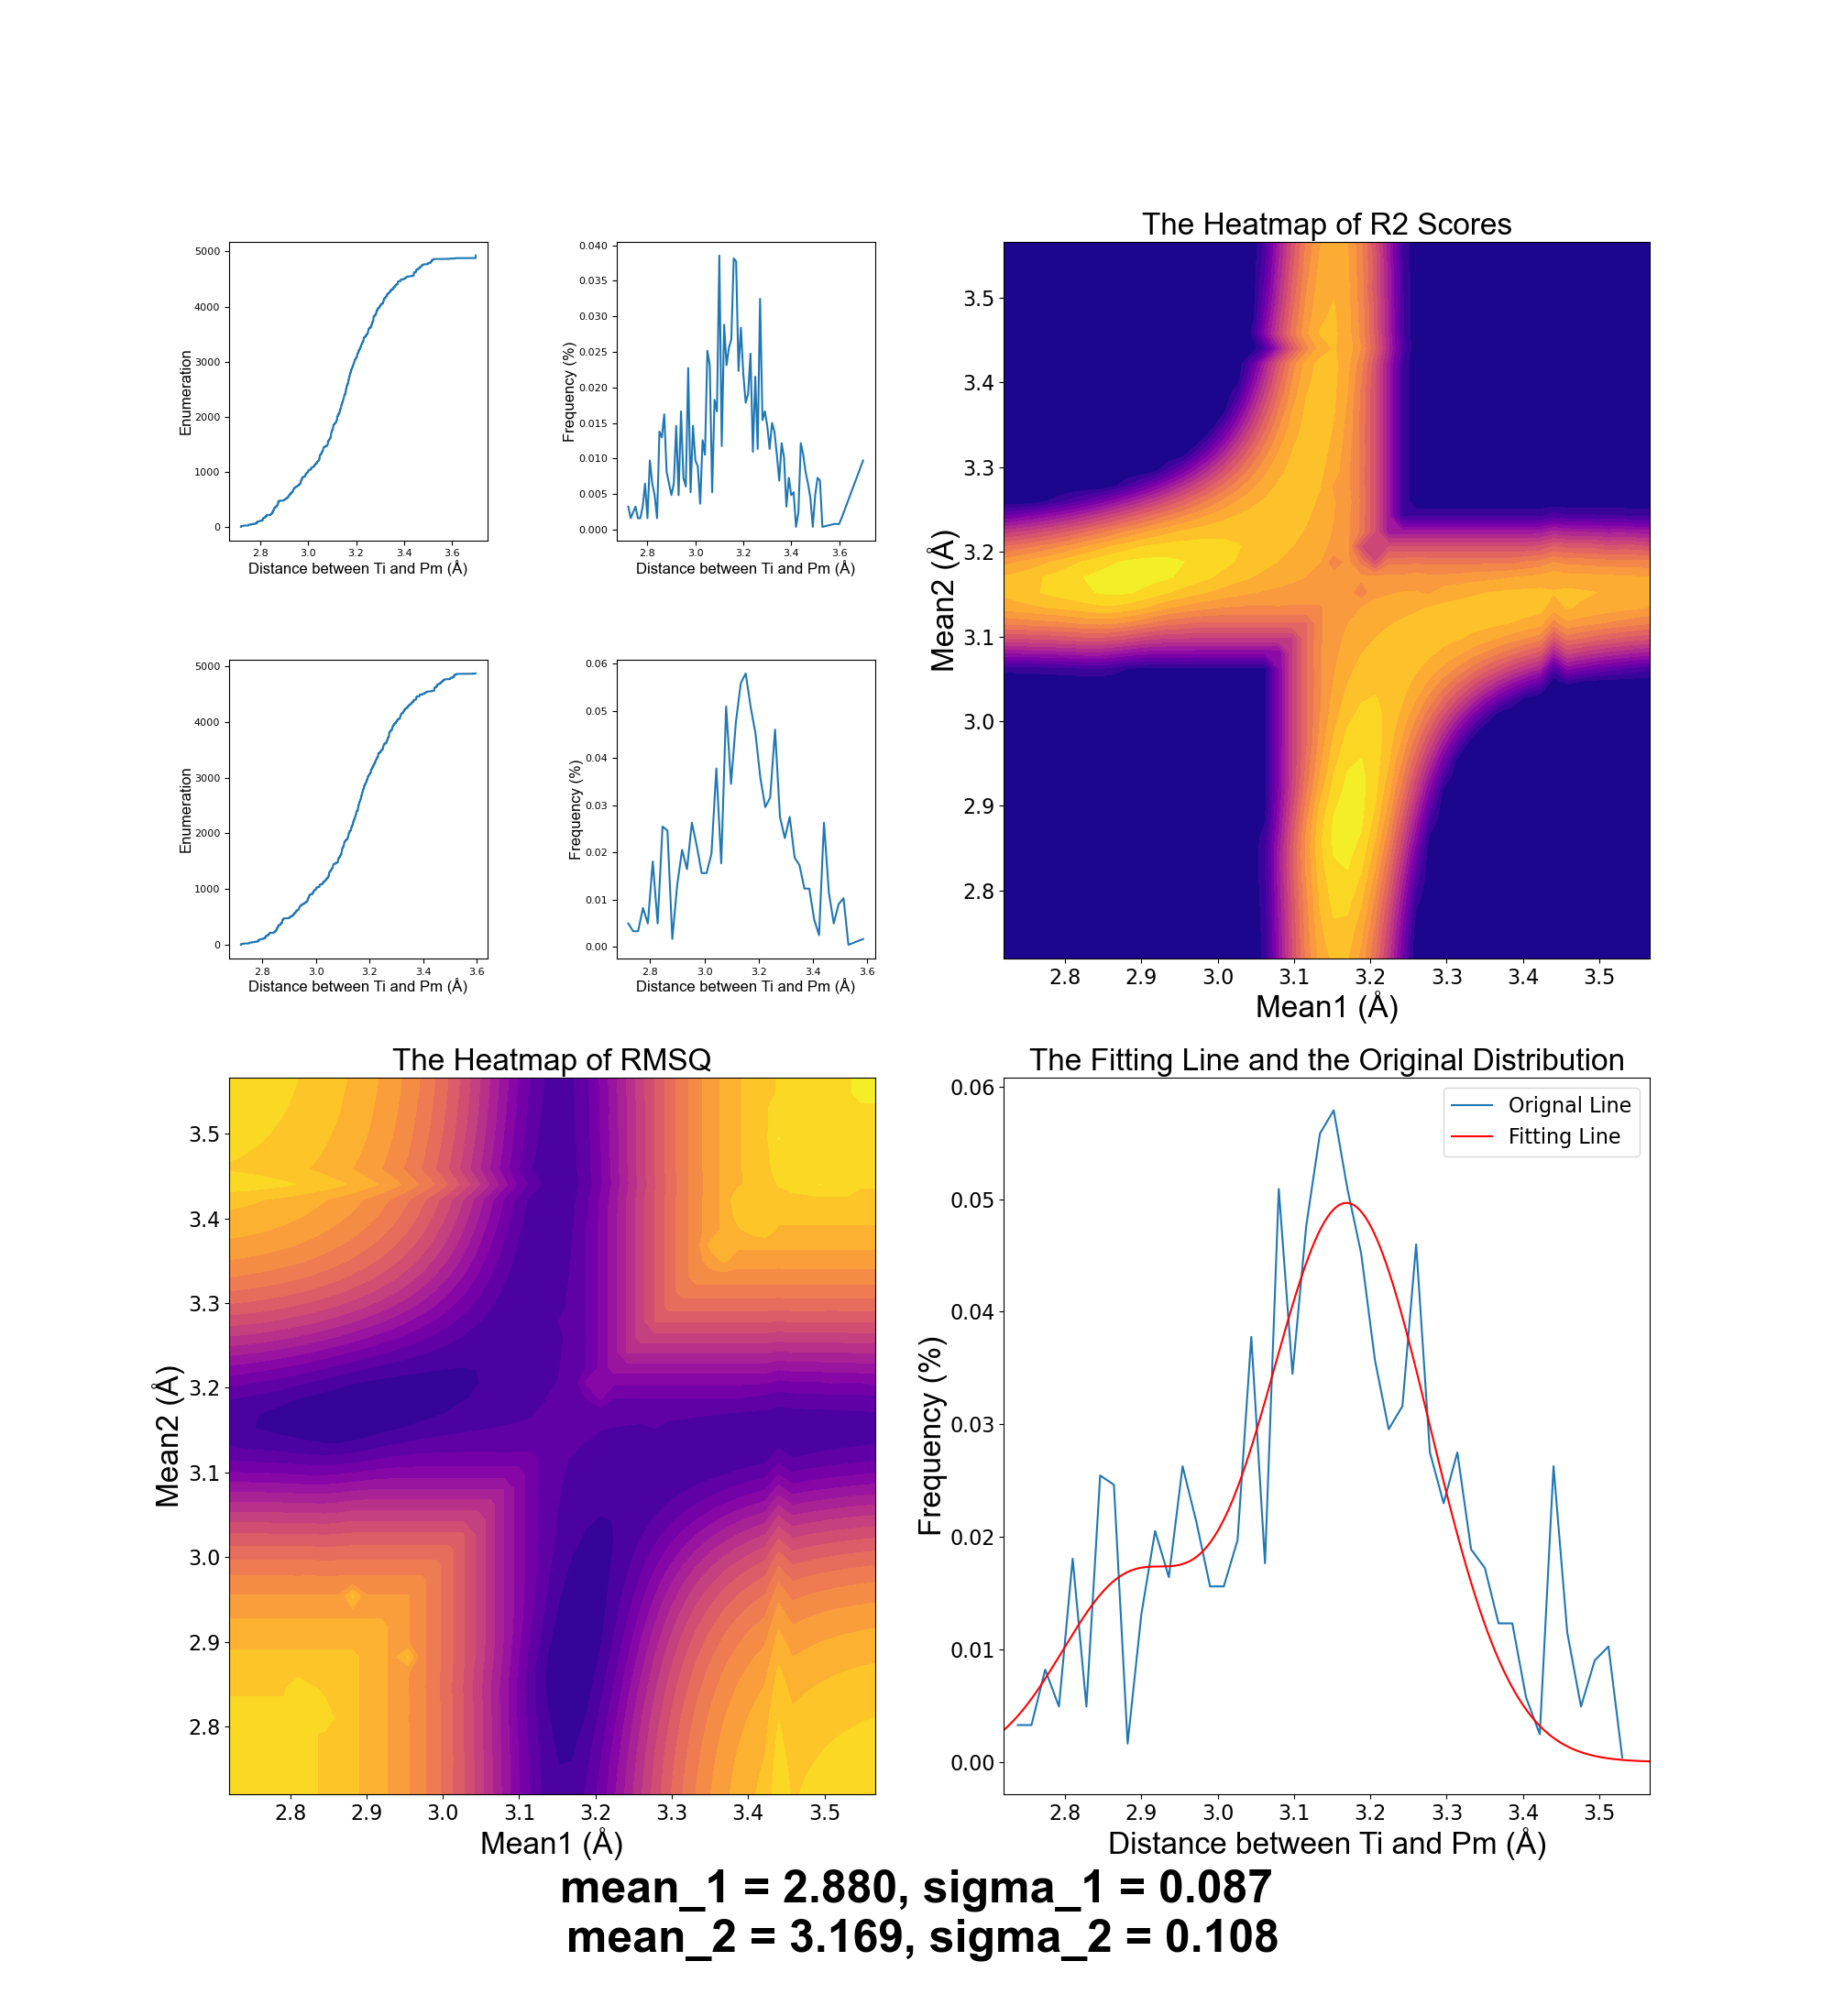 5000
4000
3000
2000
1000
0
Enumeration
2.8 3.0 3.2 3.4 3.6
Distance between Ti and Pm (Å)
0.040
0.035
0.030
0.025
0.020
0.015
0.010
0.005
0.000
Frequency (%)
2.8 3.0 3.2 3.4 3.6
Distance between Ti and Pm (Å)
5000
4000
3000
2000
1000
0
Enumeration
2.8 3.0 3.2 3.4 3.6
Distance between Ti and Pm (Å)
0.06
0.05
0.04
0.03
0.02
0.01
0.00
Frequency (%)
2.8 3.0 3.2 3.4 3.6
Distance between Ti and Pm (Å)
The Heatmap of R2 Scores
3.5
3.4
3.3
3.2
3.1
3.0
2.9
2.8
Mean2 (Å)
2.8 2.9 3.0 3.1 3.2 3.3 3.4 3.5
Mean1 (Å)
The Heatmap of RMSQ
3.5
3.4
3.3
3.2
3.1
3.0
2.9
2.8
Mean2 (Å)
2.8 2.9 3.0 3.1 3.2 3.3 3.4 3.5
Mean1 (Å)
The Fitting Line and the Original Distribution
0.06
0.05
0.04
0.03
0.02
0.01
0.00
Frequency (%)
Orignal Line
Fitting Line
2.8 2.9 3.0 3.1 3.2 3.3 3.4 3.5
Distance between Ti and Pm (Å)
mean_1 = 2.880, sigma_1 = 0.087
mean_2 = 3.169, sigma_2 = 0.108